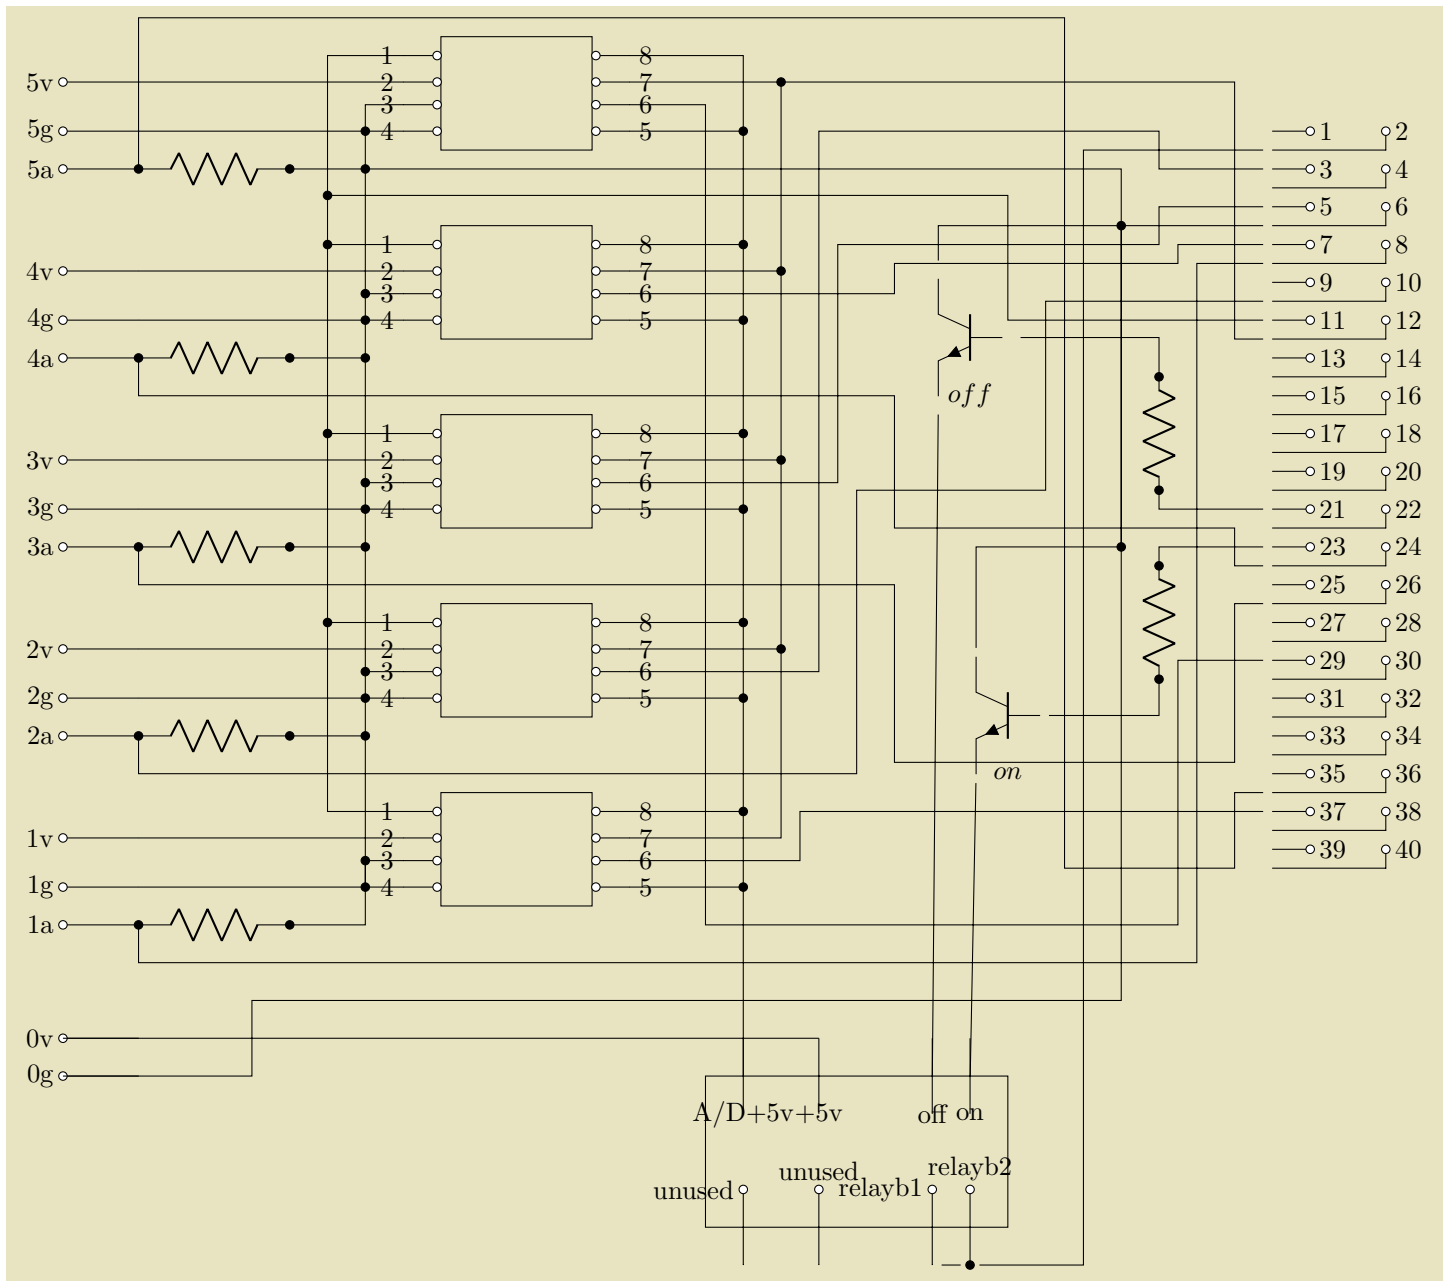 1 8
5v 2 7
3 6
5g 4 5 1 2
5a 3 4
5 6
1 8 7 8
4v 2 7
3 6 9 10
4g 4 5 11 12
4a 13 14
off 15 16
1 8 17 18
3v 2 7
3 6 19 20
3g 4 5 21 22
3a 23 24
25 26
1 8 27 28
2v 2 7
3 6 29 30
2g 4 5 31 32
2a 33 34
on 35 36
1 8 37 38
1v 2 7 39 40
3 6
1g 4 5
1a
0v
0g
A/D+5v+5v off on
unused unused relayb1 relayb2